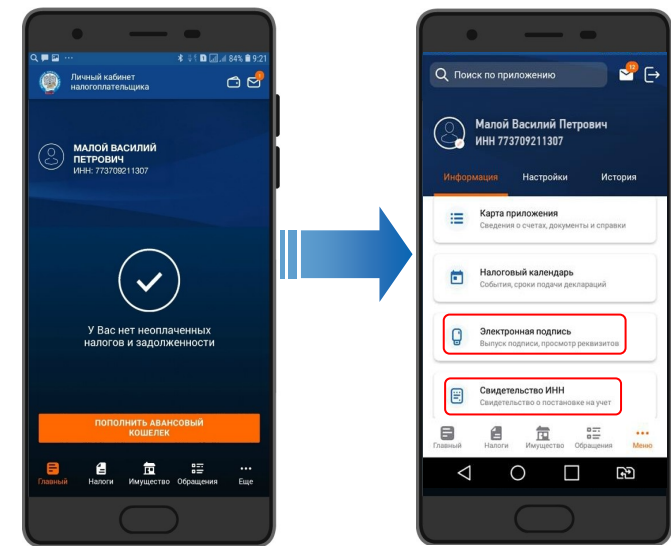 84% 9:21
Личный кабинет
налогоплательщика
МАЛОЙ ВАСИЛИЙ
ПЕТРОВИЧ
ИНН: 773709211307
У Вас нет неоплаченных
налогов и задолженности
ПОПОЛНИТЬ АВАНСОВЫЙ
КОШЕЛЕК
Главный Налоги Имущество Обращения Еще
Поиск по приложению
12
Малой Василий Петрович
ИНН 773709211307
Информация Настройки История
Карта приложения
Сведения о счетах, документы и справки
Налоговый календарь
События, сроки подачи деклараций
Электронная подпись
Выпуск подписи, просмотр реквизитов
Свидетельство ИНН
Свидетельство о постановке на учет
Главный Налоги Имущество Обращения Меню